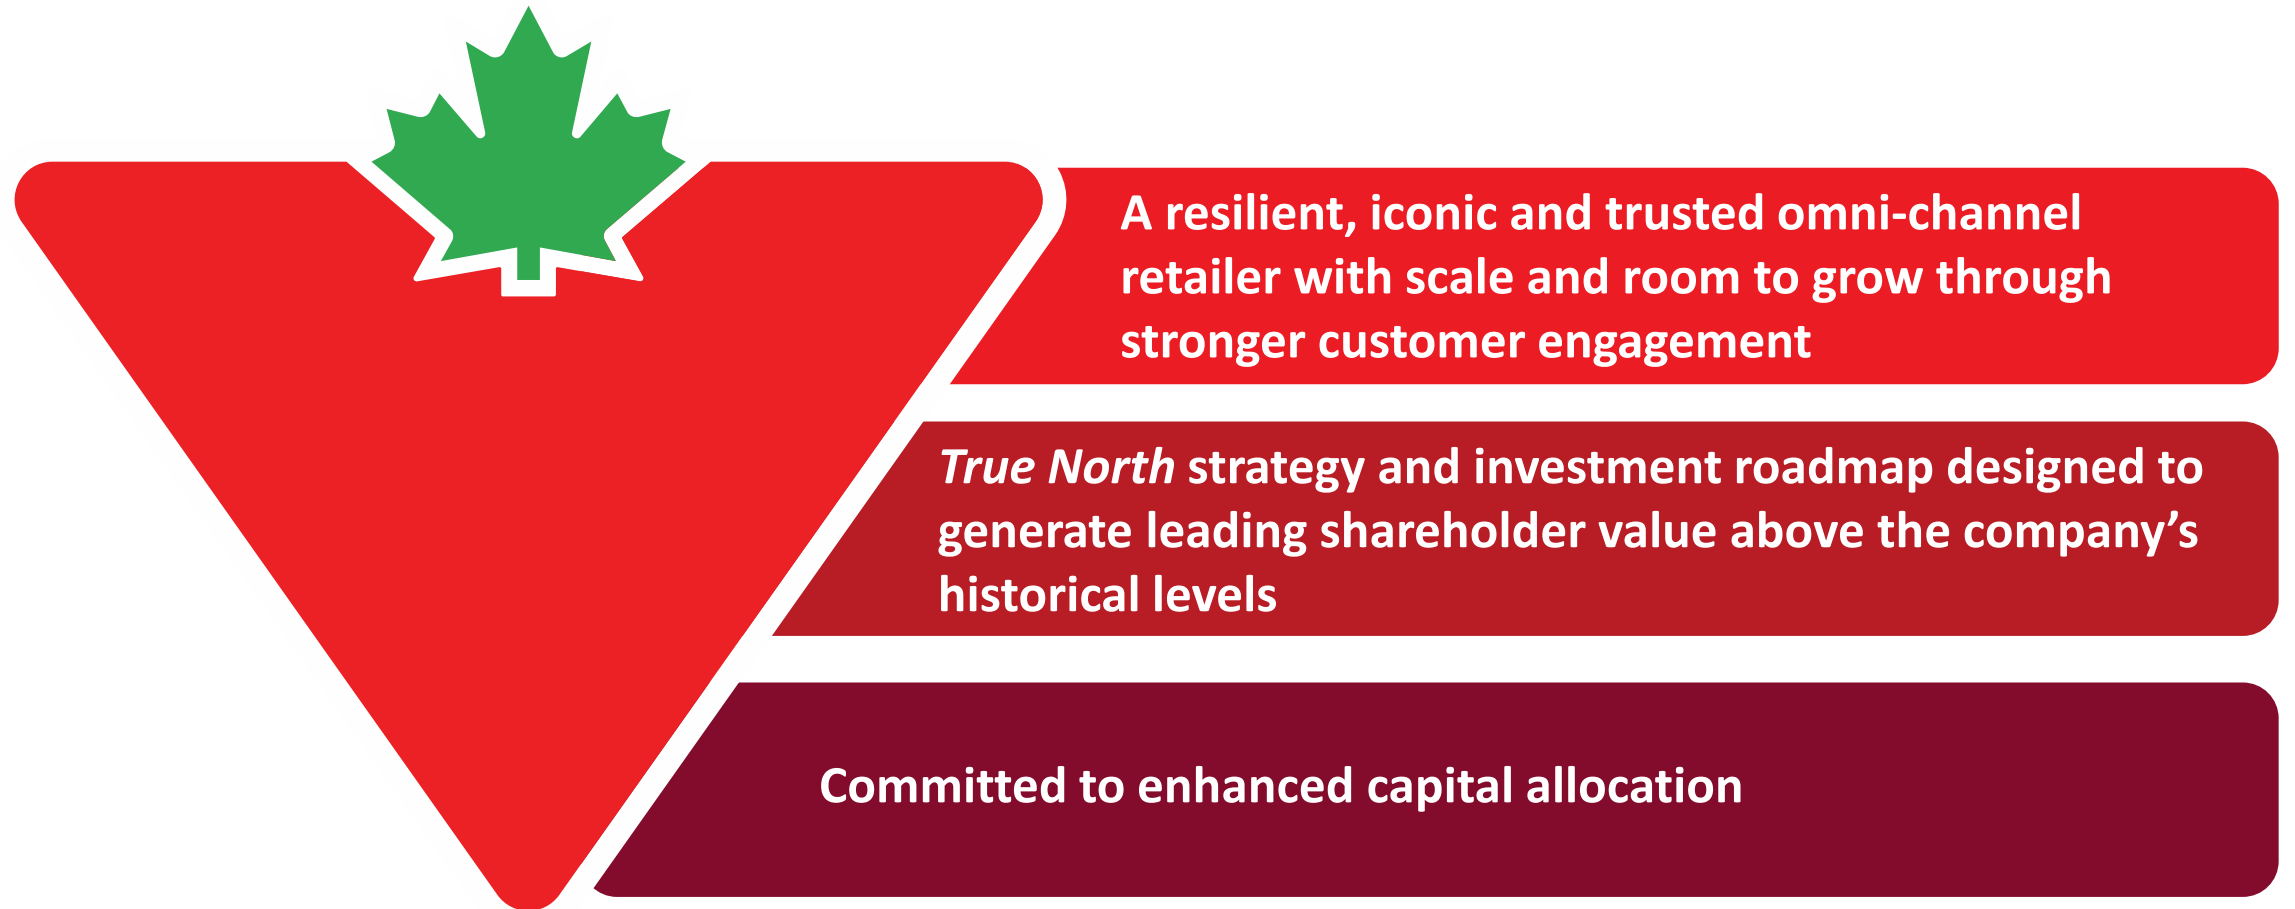 A resilient, iconic and trusted omni-channel
retailer with scale and room to grow through
stronger customer engagement
True North strategy and investment roadmap designed to
generate leading shareholder value above the company’s
historical levels
Committed to enhanced capital allocation